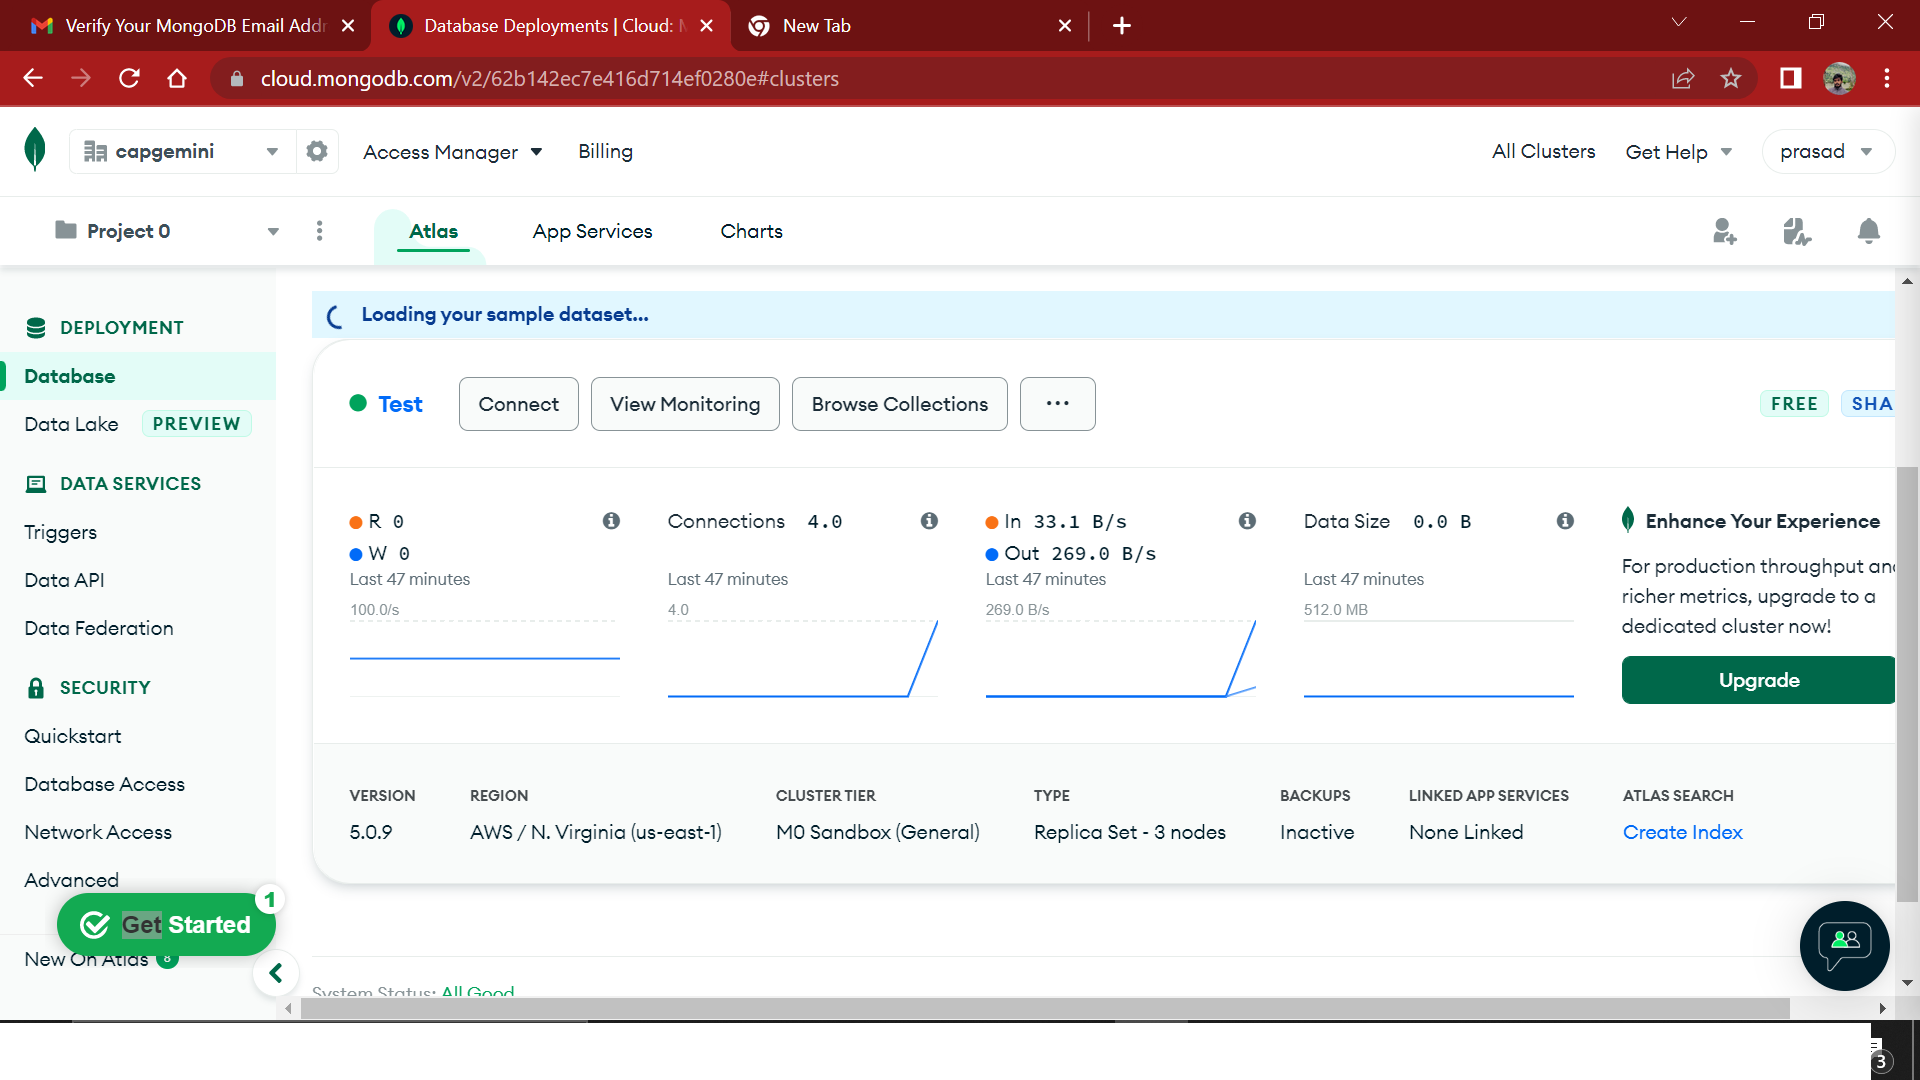 Verify Your MongoDB Email Addr
Database Deployments | Cloud: M
New Tab
cloud.mongodb.com/v2/62b142ec7e416d714ef0280e#clusters
capgemini
Access Manager
Billing
All Clusters
Get Help
prasad
Project 0
Atlas
App Services
Charts
DEPLOYMENT
Database
Data Lake PREVIEW
DATA SERVICES
Triggers
Data API
Data Federation
SECURITY
Quickstart
Database Access
Network Access
Advanced
Get Started
1
New On Atlas 8
Loading your sample dataset...
Test
Connect
View Monitoring
Browse Collections
...
FREE
SHA
R 0
W 0
Last 47 minutes
100.0/s
Connections 4.0
Last 47 minutes
4.0
In 33.1 B/s
Out 269.0 B/s
Last 47 minutes
269.0 B/s
Data Size 0.0 B
Last 47 minutes
512.0 MB
Enhance Your Experience
For production throughput and
richer metrics, upgrade to a
dedicated cluster now!
Upgrade
VERSION
5.0.9
REGION
AWS / N. Virginia (us-east-1)
CLUSTER TIER
M0 Sandbox (General)
TYPE
Replica Set - 3 nodes
BACKUPS
Inactive
LINKED APP SERVICES
None Linked
ATLAS SEARCH
Create Index
System Status: All Good
3